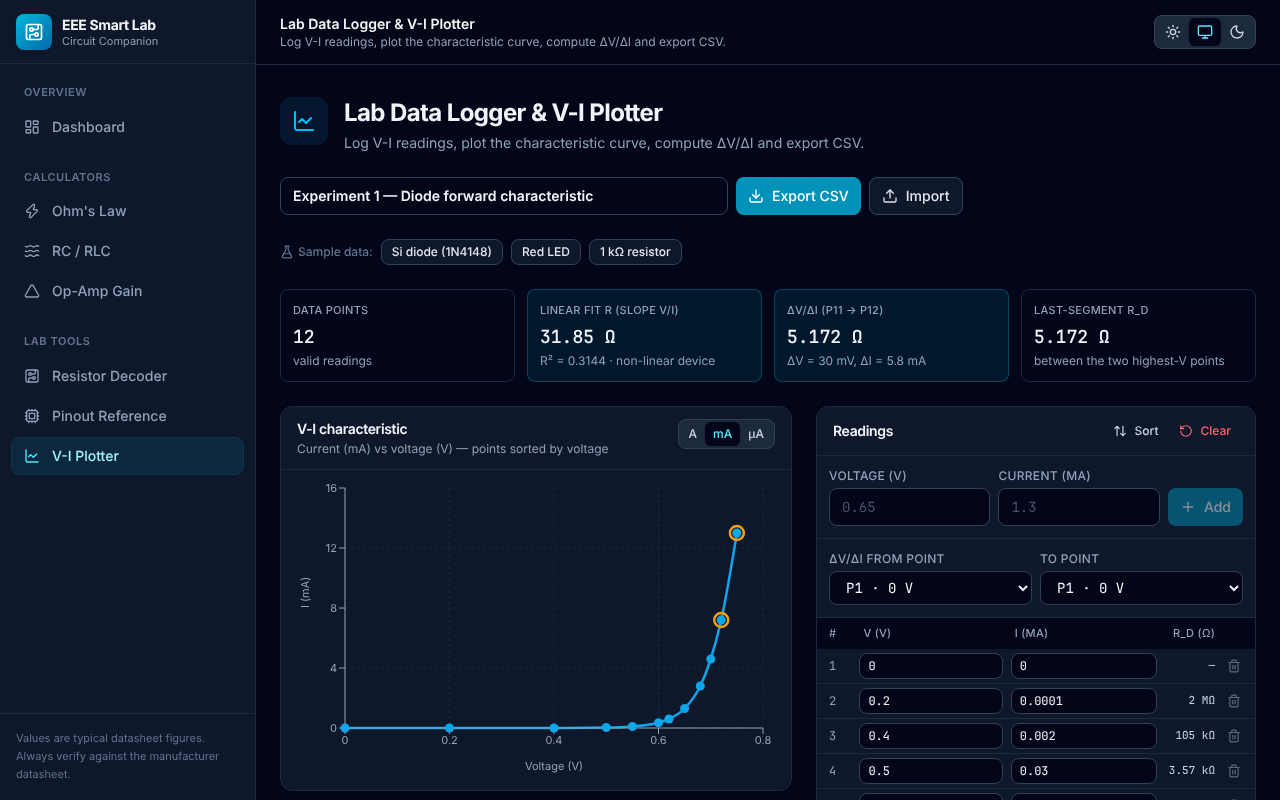 EEE Smart Lab
Circuit Companion
OVERVIEW
Dashboard
CALCULATORS
Ohm's Law
RC / RLC
Op-Amp Gain
LAB TOOLS
Resistor Decoder
Pinout Reference
V-I Plotter
Values are typical datasheet figures.
Always verify against the manufacturer
datasheet.
Lab Data Logger & V-I Plotter
Log V-I readings, plot the characteristic curve, compute ΔV/ΔI and export CSV.
Lab Data Logger & V-I Plotter
Log V-I readings, plot the characteristic curve, compute ΔV/ΔI and export CSV.
Experiment 1 — Diode forward characteristic
Export CSV
Import
Sample data:
Si diode (1N4148)
Red LED
1 kΩ resistor
DATA POINTS
12
valid readings
LINEAR FIT R (SLOPE V/I)
31.85 Ω
R² = 0.3144 · non-linear device
ΔV/ΔI (P11 → P12)
5.172 Ω
ΔV = 30 mV, ΔI = 5.8 mA
LAST-SEGMENT R_D
5.172 Ω
between the two highest-V points
V-I characteristic
Current (mA) vs voltage (V) — points sorted by voltage
A mA µA
16
12
8
4
0
I (mA)
0 0.2 0.4 0.6 0.8
Voltage (V)
Readings
Sort
Clear
VOLTAGE (V) CURRENT (MA)
0.65 1.3 Add
ΔV/ΔI FROM POINT TO POINT
P1 · 0 V P1 · 0 V
# V (V) I (MA) R_D (Ω)
1 0 0 —
2 0.2 0.0001 2 MΩ
3 0.4 0.002 105 kΩ
4 0.5 0.03 3.57 kΩ